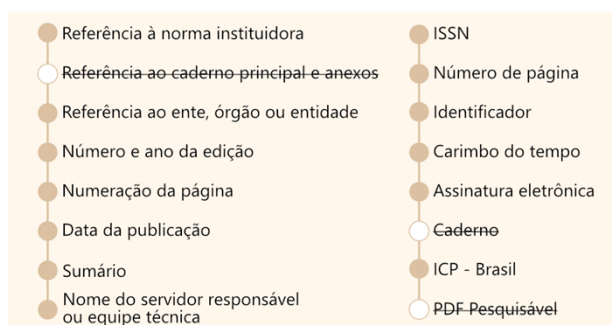 Referência à norma instituidora
Referência ao caderno principal e anexos
Referência ao ente, órgão ou entidade
Número e ano da edição
Numeração da página
Data da publicação
Sumário
Nome do servidor responsável
ou equipe técnica
ISSN
Número de página
Identificador
Carimbo do tempo
Assinatura eletrônica
Caderno
ICP - Brasil
PDF Pesquisável